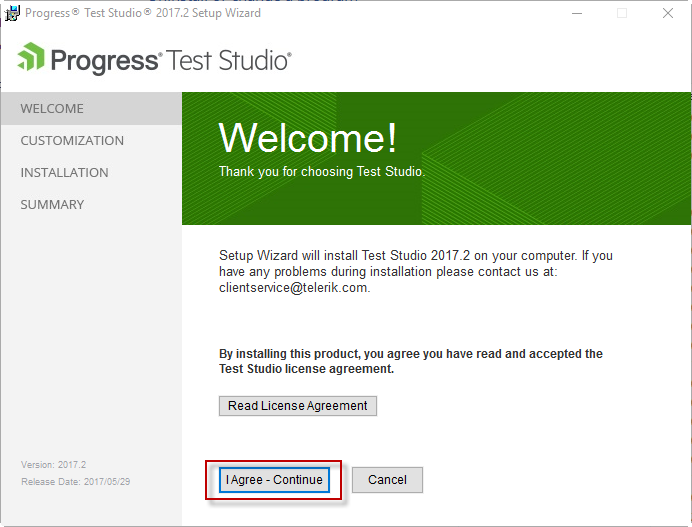 Progress® Test Studio® 2017.2 Setup Wizard
Progress® Test Studio®
WELCOME
CUSTOMIZATION
INSTALLATION
SUMMARY
Welcome!
Thank you for choosing Test Studio.
Setup Wizard will install Test Studio 2017.2 on your computer. If you
have any problems during installation please contact us at:
clientservice@telerik.com.
By installing this product, you agree you have read and accepted the
Test Studio license agreement.
Read License Agreement
Version: 2017.2
Release Date: 2017/05/29
I Agree - Continue
Cancel